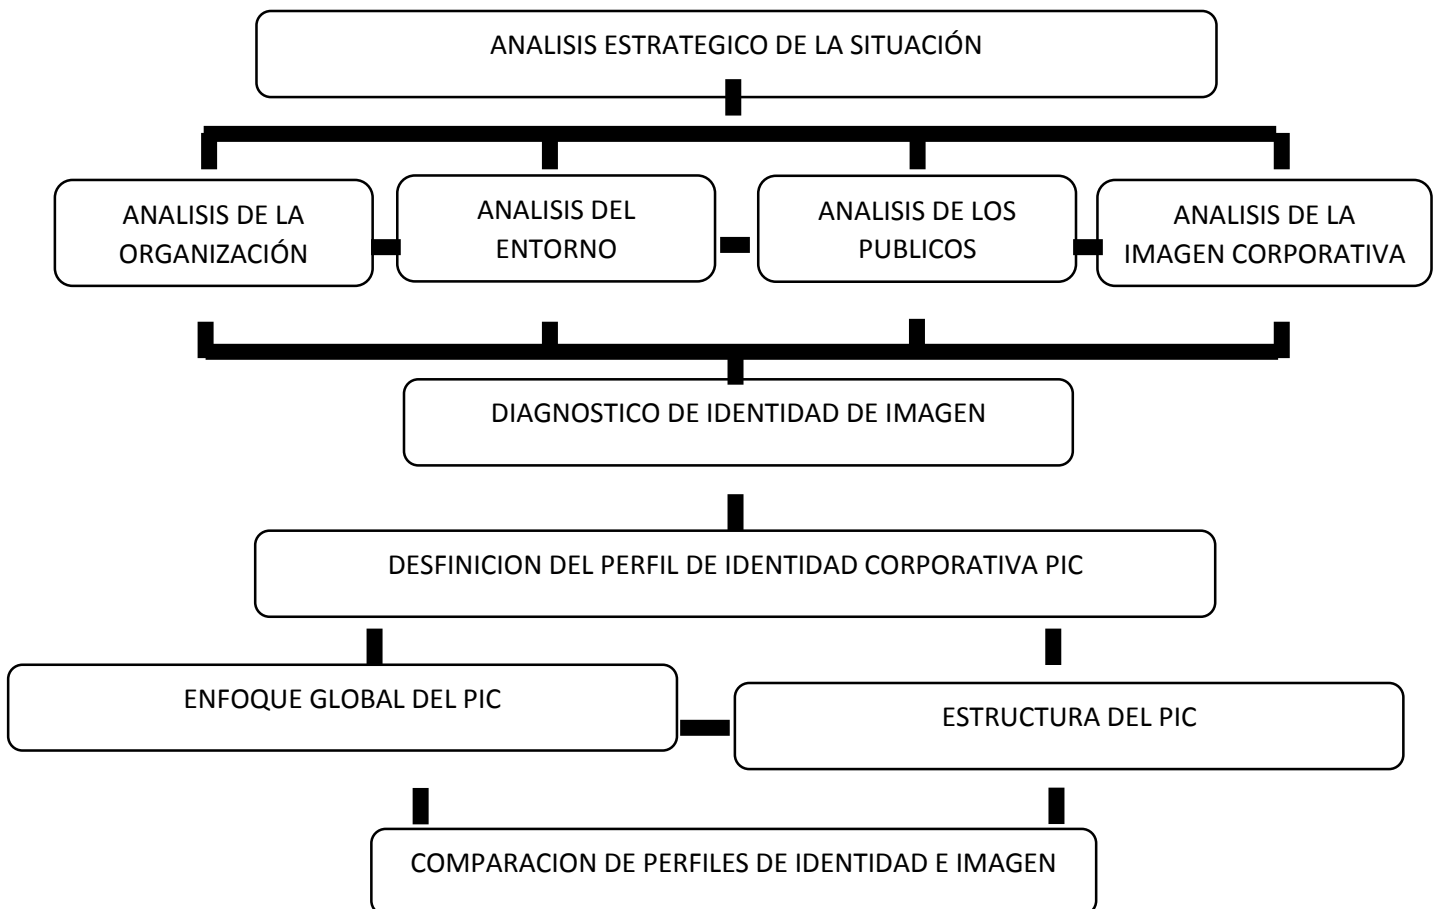 ANALISIS ESTRATEGICO DE LA SITUACIÓN
ANALISIS DE LA
ORGANIZACIÓN
ANALISIS DEL
ENTORNO
ANALISIS DE LOS
PUBLICOS
ANALISIS DE LA
IMAGEN CORPORATIVA
DIAGNOSTICO DE IDENTIDAD DE IMAGEN
DESFINICION DEL PERFIL DE IDENTIDAD CORPORATIVA PIC
ENFOQUE GLOBAL DEL PIC
ESTRUCTURA DEL PIC
COMPARACION DE PERFILES DE IDENTIDAD E IMAGEN